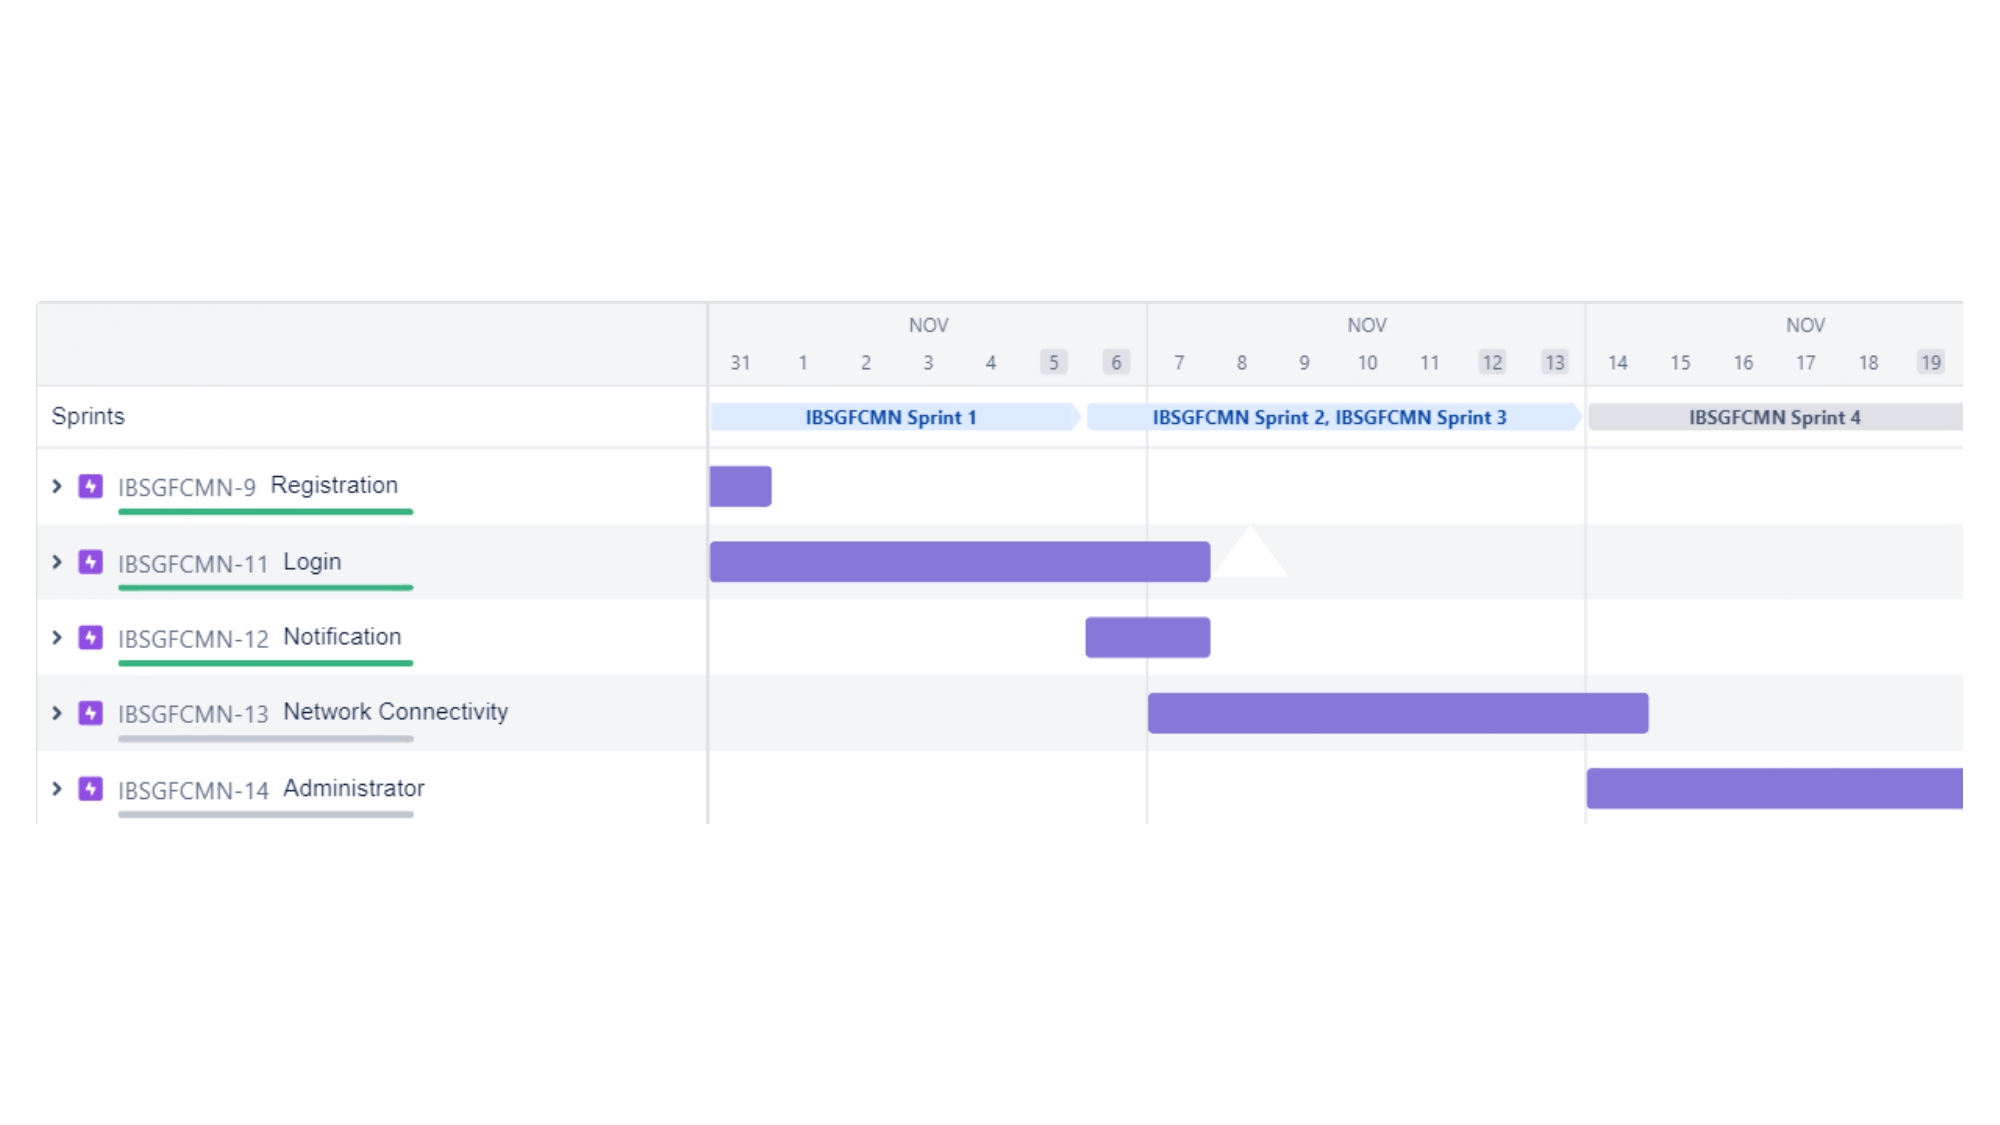 NOV NOV NOV
31 1 2 3 4 5 6 7 8 9 10 11 12 13 14 15 16 17 18 19
Sprints IBSGFCMN Sprint 1 IBSGFCMN Sprint 2, IBSGFCMN Sprint 3 IBSGFCMN Sprint 4
IBSGFCMN-9 Registration
IBSGFCMN-11 Login
IBSGFCMN-12 Notification
IBSGFCMN-13 Network Connectivity
IBSGFCMN-14 Administrator